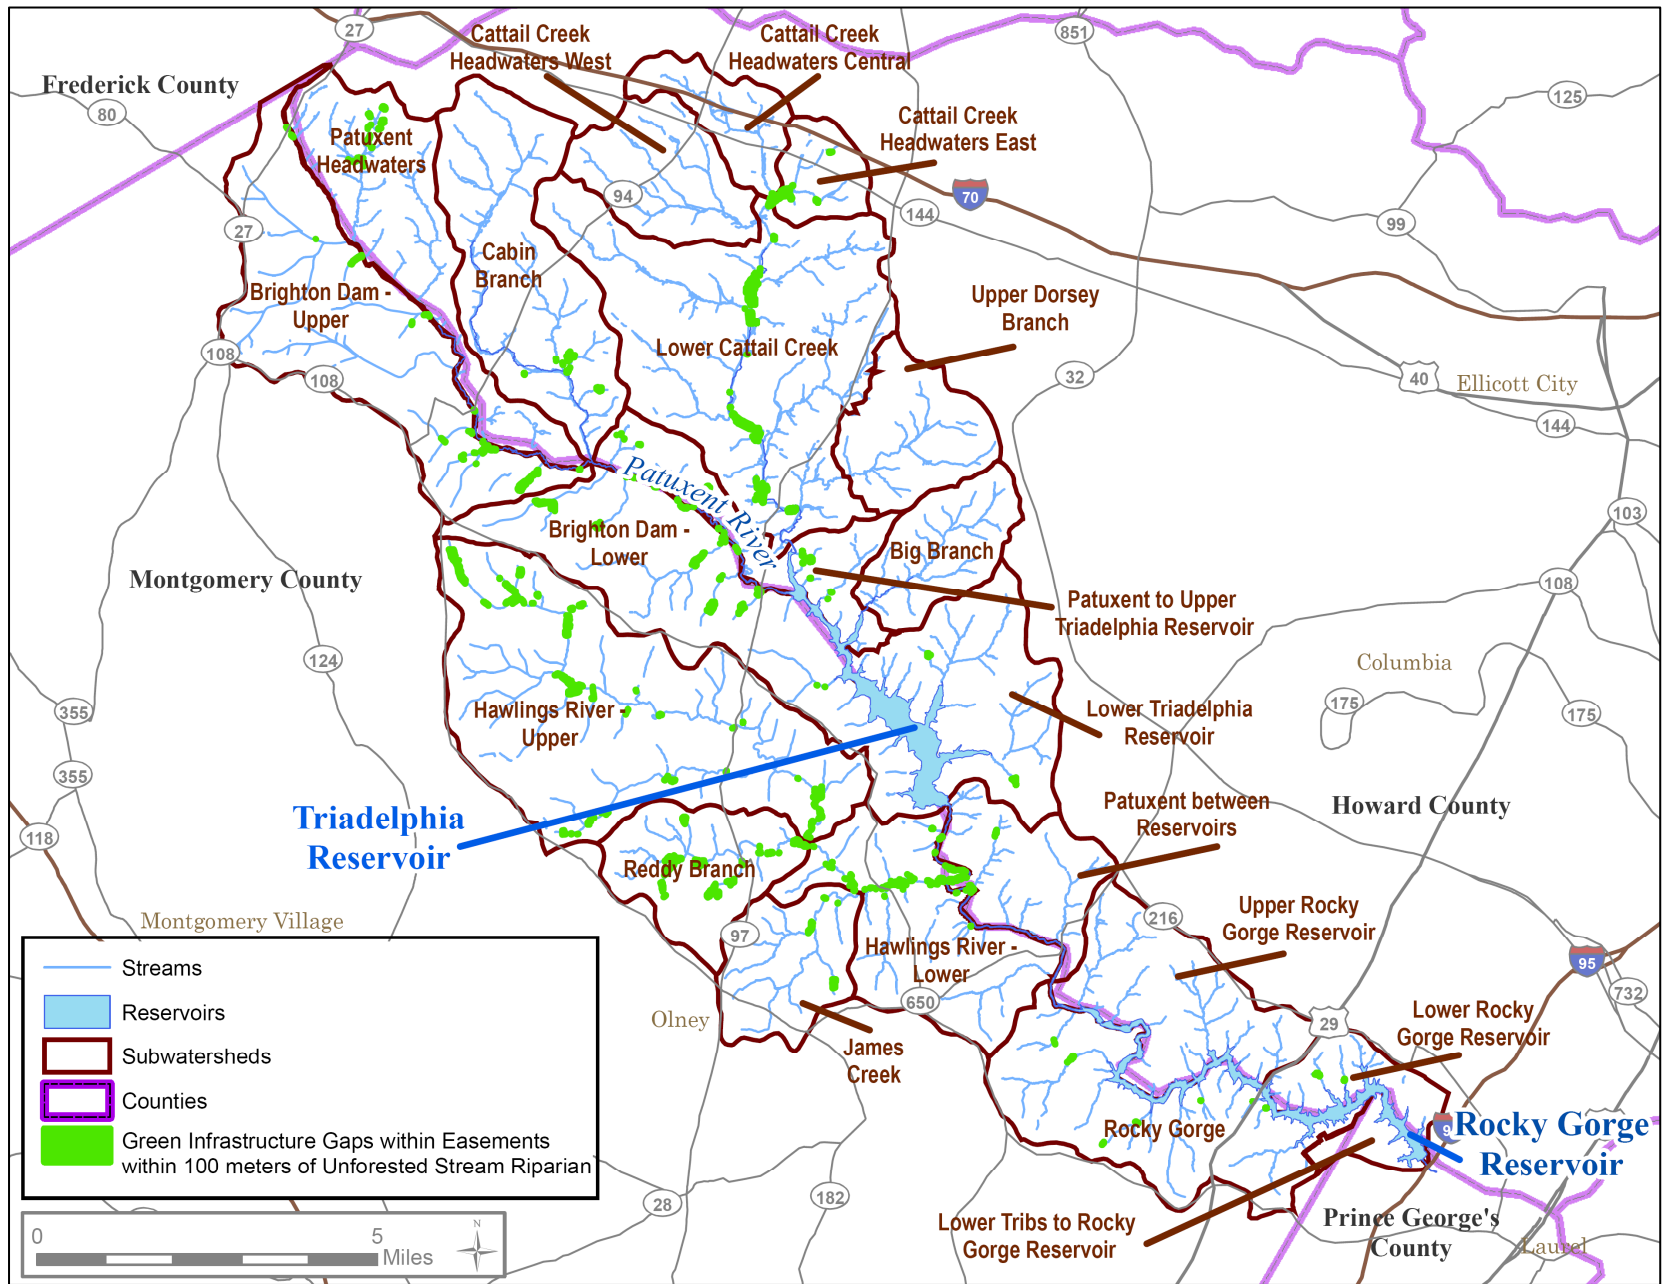 27
Cattail Creek
Headwaters West
Cattail Creek
Headwaters Central
851
Frederick County
80
125
Cattail Creek
Headwaters East
Patuxent
Headwaters
94
70
144
99
27
Cabin
Branch
Brighton Dam -
Upper
Upper Dorsey
Branch
108
Lower Cattail Creek
108
32
40
Ellicott City
144
Patuxent River
103
Brighton Dam -
Lower
Big Branch
Montgomery County
108
Patuxent to Upper
Triadelphia Reservoir
124
Columbia
355
175
175
Hawlings River -
Upper
Lower Triadelphia
Reservoir
355
Patuxent between
Reservoirs
Howard County
Triadelphia
Reservoir
118
Reddy Branch
Montgomery Village
216
Upper Rocky
Gorge Reservoir
97
Hawlings River -
Lower
95
732
650
Olney
29
Lower Rocky
Gorge Reservoir
James
Creek
Rocky Gorge
Rocky Gorge
Reservoir
28
182
Lower Tribs to Rocky
Gorge Reservoir
Prince George's
County
Laurel
Streams
Reservoirs
Subwatersheds
Counties
Green Infrastructure Gaps within Easements
within 100 meters of Unforested Stream Riparian
0
5
Miles
N